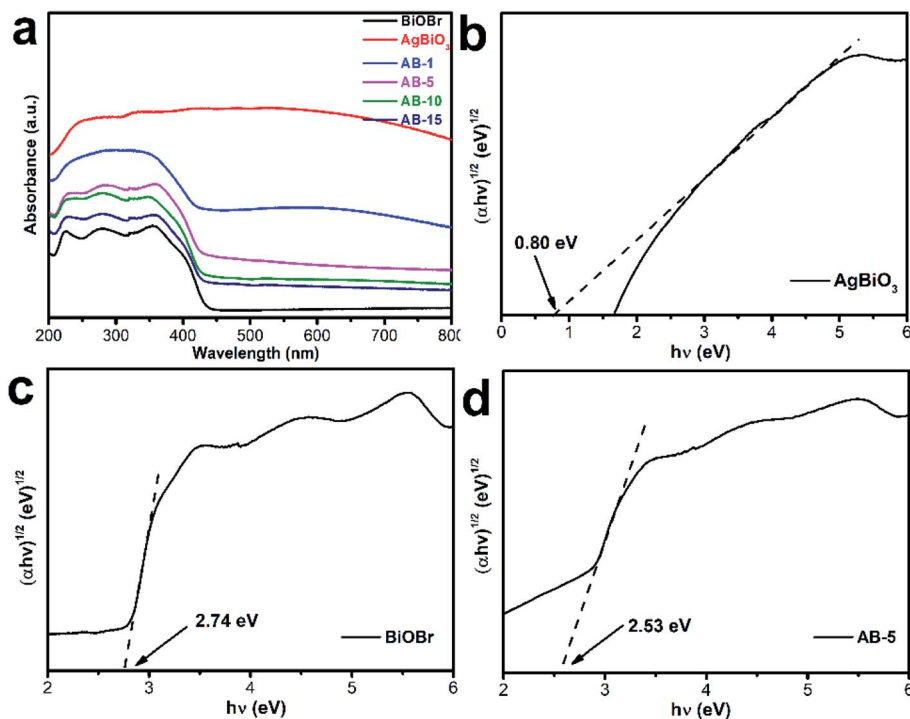 a
BiOBr
AgBiO₃
AB-1
AB-5
AB-10
AB-15
Absorbance (a.u.)
200 300 400 500 600 700 800
Wavelength (nm)
b
(αhν)^1/2 (eV)^1/2
0.80 eV
AgBiO₃
0 1 2 3 4 5 6
hν (eV)
c
(αhν)^1/2 (eV)^1/2
2.74 eV
BiOBr
2 3 4 5 6
hν (eV)
d
(αhν)^1/2 (eV)^1/2
2.53 eV
AB-5
2 3 4 5 6
hν (eV)